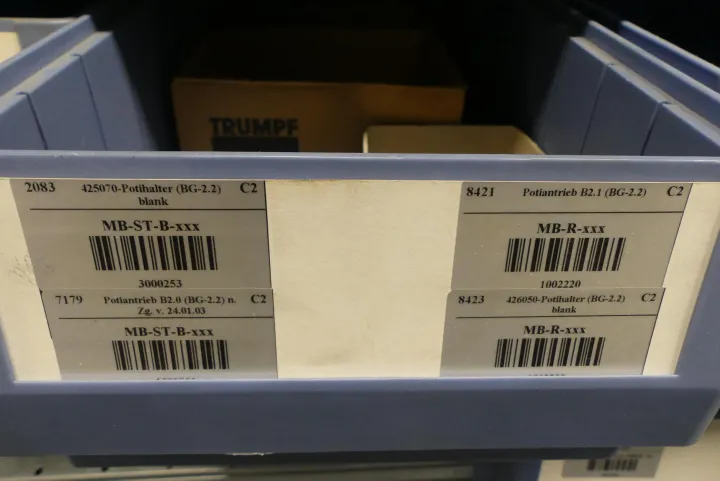 TRUMPF
2083 425070-Potihalter (BG-2.2) C2
blank
MB-ST-B-xxx
3000253
7179 Potiantrieb B2.0 (BG-2.2) n. C2
Zg. v. 24.01.03
MB-ST-B-xxx
8421 Potiantrieb B2.1 (BG-2.2) C2
MB-R-xxx
1002220
8423 426050-Potihalter (BG-2.2) C2
blank
MB-R-xxx